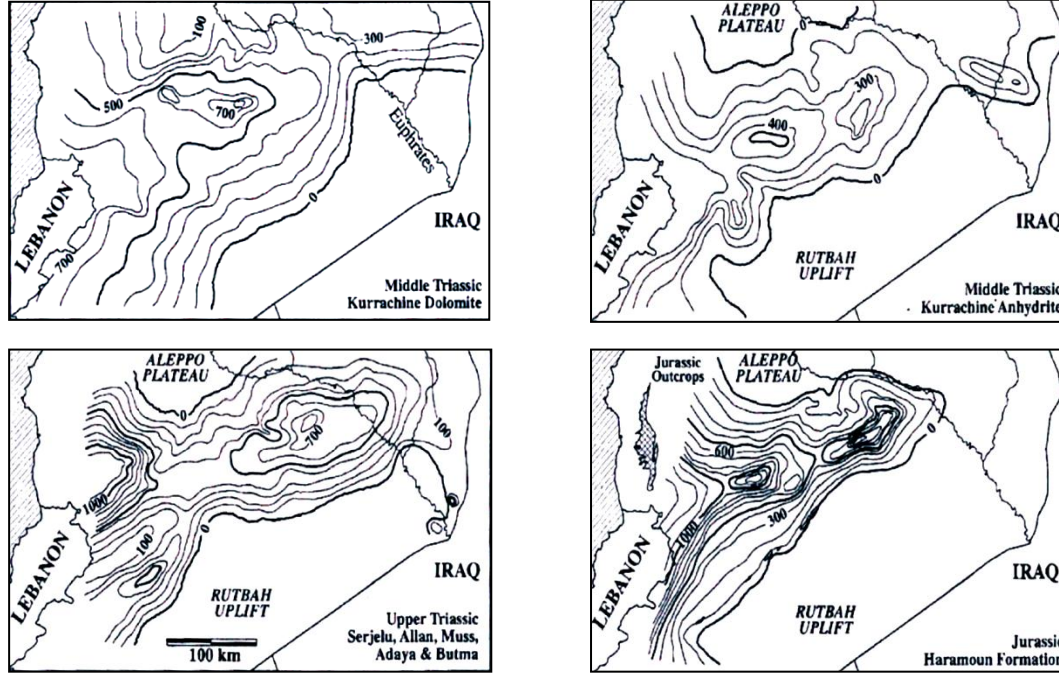 100
300
500
700
Euphrates
0
LEBANON
IRAQ
700
Middle Triassic
Kurrachine Dolomite
ALEPPO
PLATEAU
0
300
400
0
LEBANON
IRAQ
RUTBAH
UPLIFT
Middle Triassic
Kurrachine Anhydrite
ALEPPO
PLATEAU
0
700
100
1000
0
100
LEBANON
IRAQ
RUTBAH
UPLIFT
100 km
Upper Triassic
Serjelu, Allan, Muss,
Adaya & Butma
Jurassic
Outcrops
ALEPPO
PLATEAU
600
0
300
1000
LEBANON
IRAQ
RUTBAH
UPLIFT
Jurassic
Haramoun Formation